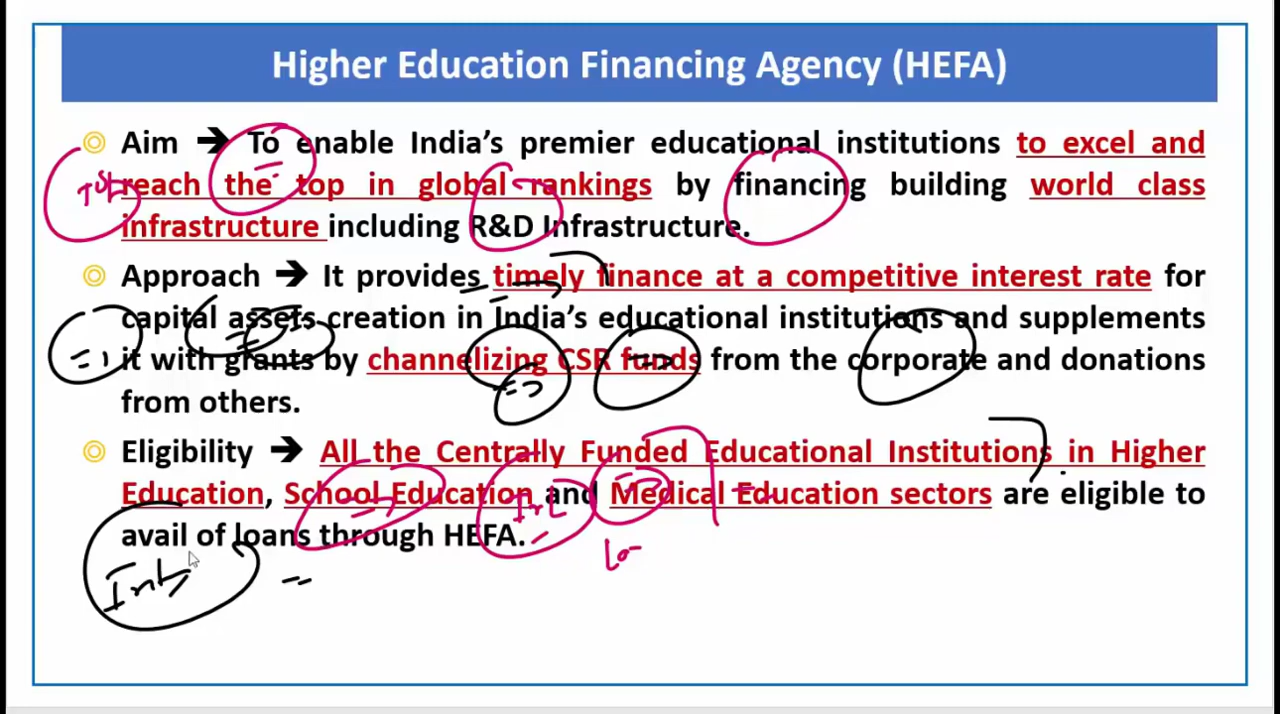 Higher Education Financing Agency (HEFA)
Aim → To enable India's premier educational institutions to excel and
reach the top in global rankings by financing building world class
infrastructure including R&D Infrastructure.
Approach → It provides timely finance at a competitive interest rate for
capital assets creation in India's educational institutions and supplements
it with grants by channelizing CSR funds from the corporate and donations
from others.
Eligibility → All the Centrally Funded Educational Institutions in Higher
Education, School Education and Medical Education sectors are eligible to
avail of loans through HEFA.